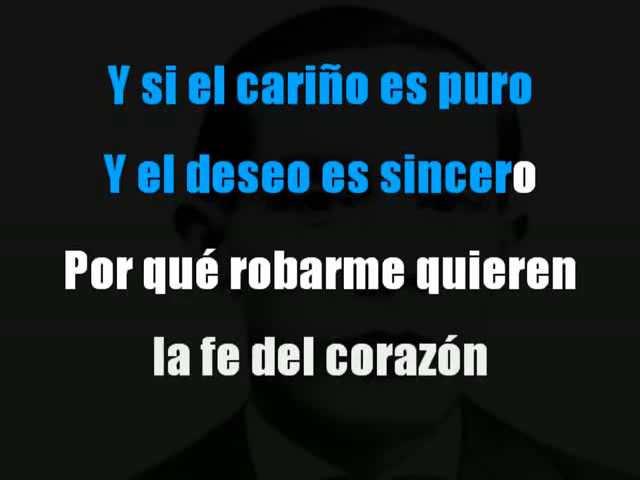 Y si el cariño es puro
Y el deseo es sincero
Por qué robarme quieren
la fe del corazón